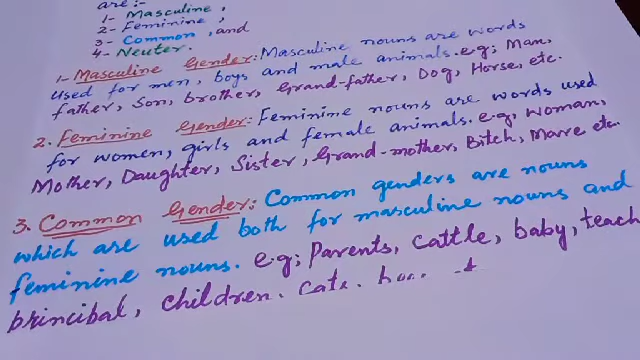 are :-
1- Masculine,
2- Feminine,
3- Common, and
4- Neuter.
1- Masculine Gender: Masculine nouns are words
used for men, boys and male animals. e.g; Man,
father, Son, brother, Grand-father, Dog, Horse, etc.
2. Feminine Gender: Feminine nouns are words used
for women, girls and female animals. e.g; Woman,
Mother, Daughter, Sister, Grand-mother, Bitch, Mare etc.
3. Common Gender: Common genders are nouns
which are used both for masculine nouns and
feminine nouns. e.g; Parents, cattle, baby, teach
principal, children. cats.